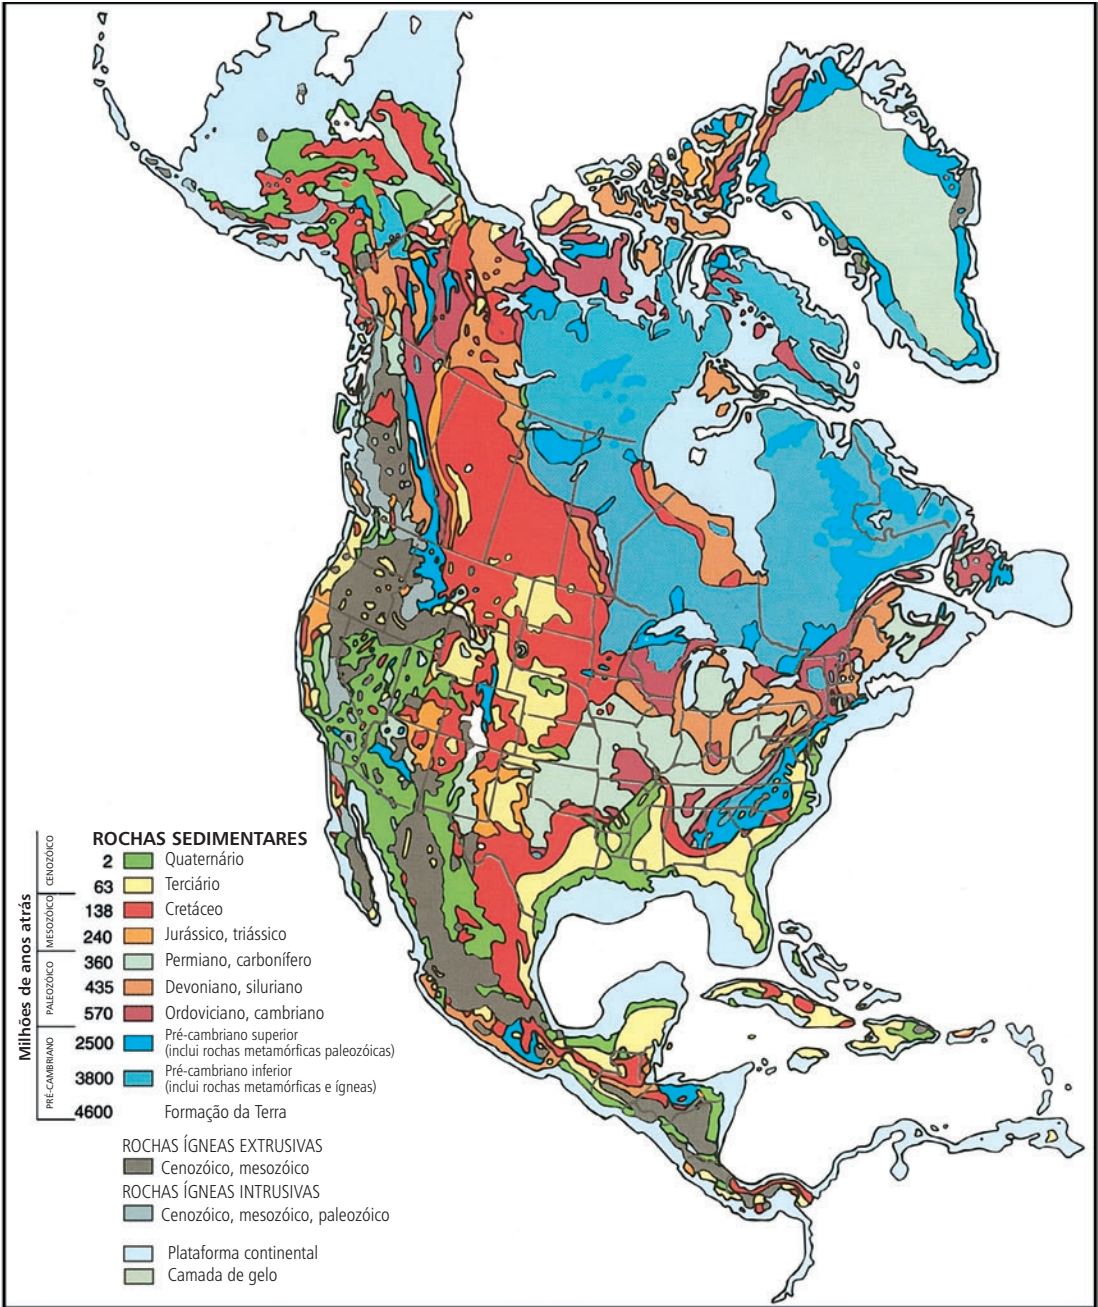 ROCHAS SEDIMENTARES
Milhões de anos atrás
CENOZÓICO
MESOZÓICO
PALEOZÓICO
PRÉ-CAMBRIANO
2 Quaternário
63 Terciário
138 Cretáceo
240 Jurássico, triássico
360 Permiano, carbonífero
435 Devoniano, siluriano
570 Ordoviciano, cambriano
2500 Pré-cambriano superior
(inclui rochas metamórficas paleozóicas)
3800 Pré-cambriano inferior
(inclui rochas metamórficas e ígneas)
4600 Formação da Terra
ROCHAS ÍGNEAS EXTRUSIVAS
Cenozóico, mesozóico
ROCHAS ÍGNEAS INTRUSIVAS
Cenozóico, mesozóico, paleozóico
Plataforma continental
Camada de gelo